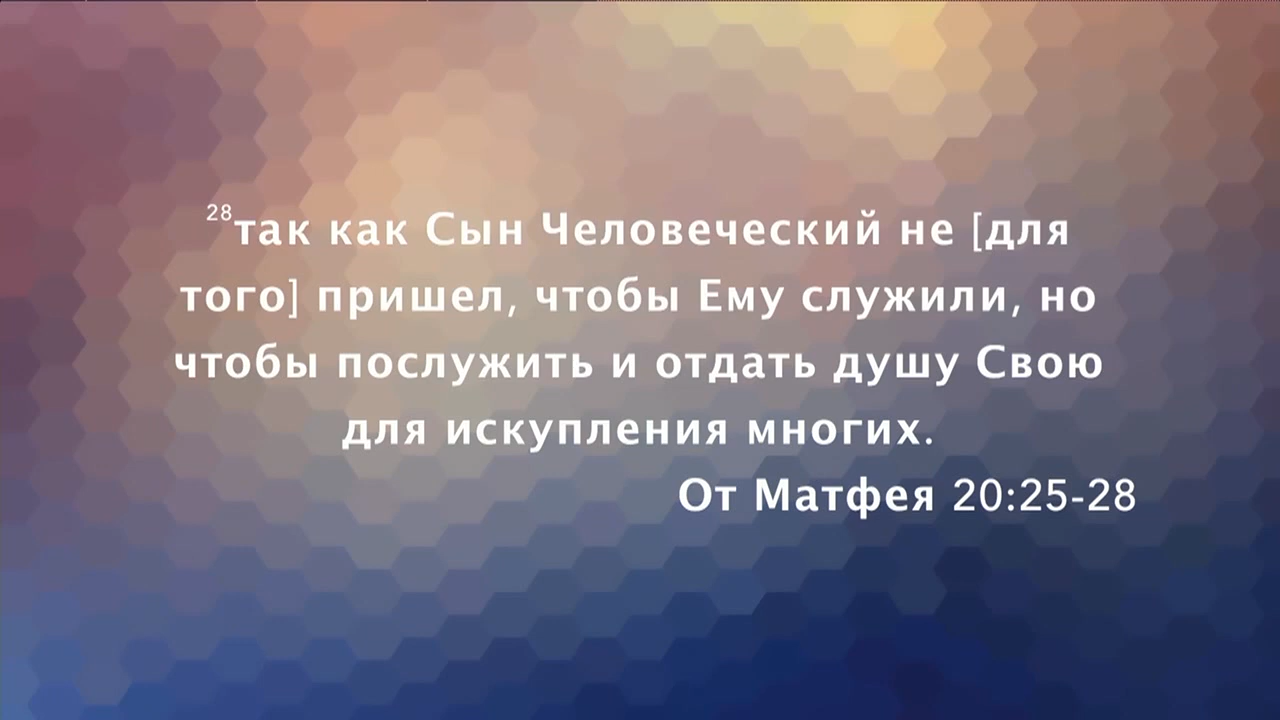 28так как Сын Человеческий не [для
того] пришел, чтобы Ему служили, но
чтобы послужить и отдать душу Свою
для искупления многих.
От Матфея 20:25-28